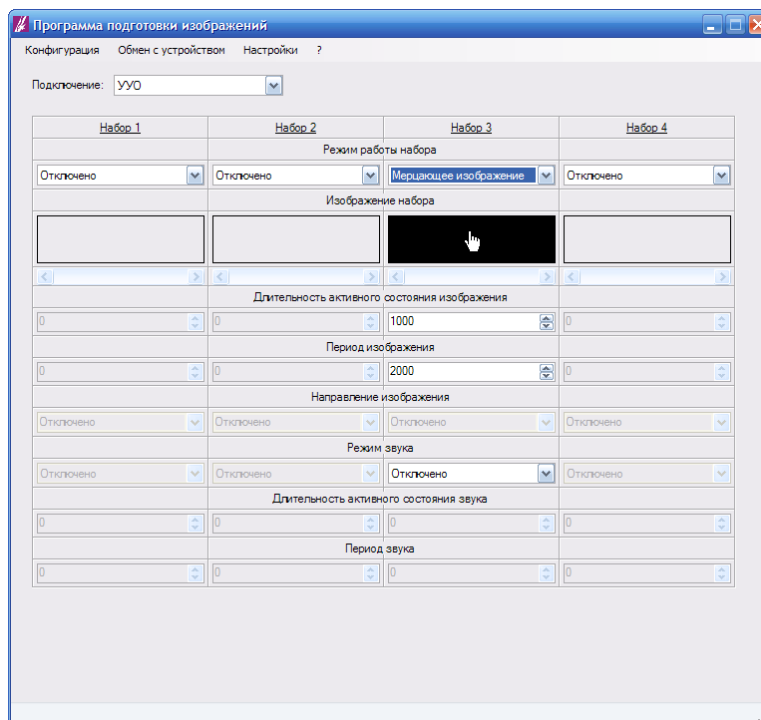 Программа подготовки изображений
Конфигурация Обмен с устройством Настройки ?
Подключение: УУО
Набор 1 Набор 2 Набор 3 Набор 4
Режим работы набора
Отключено Отключено Мерцающее изображение Отключено
Изображение набора
Длительность активного состояния изображения
0 0 1000 0
Период изображения
0 0 2000 0
Направление изображения
Отключено Отключено Отключено Отключено
Режим звука
Отключено Отключено Отключено Отключено
Длительность активного состояния звука
0 0 0 0
Период звука
0 0 0 0